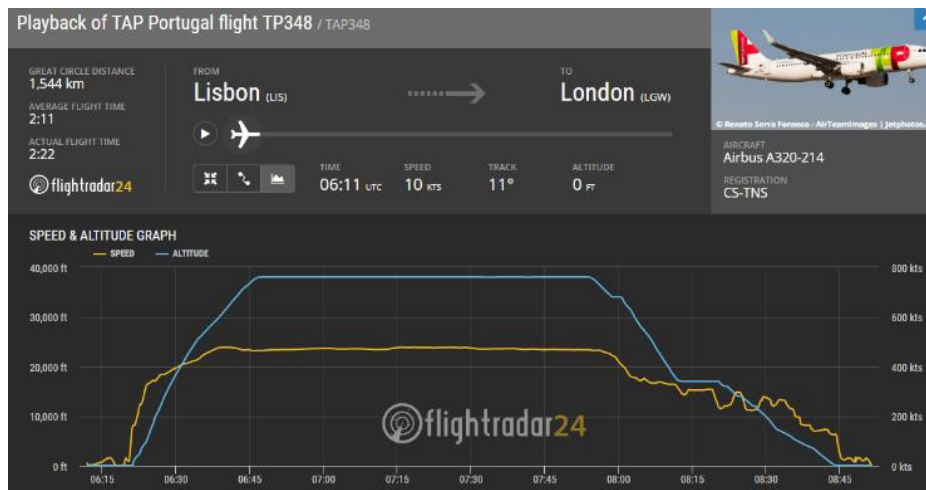 Playback of TAP Portugal flight TP348 / TAP348
GREAT CIRCLE DISTANCE
1,544 km
AVERAGE FLIGHT TIME
2:11
ACTUAL FLIGHT TIME
2:22
flightradar24
FROM
Lisbon (LIS)
TO
London (LGW)
TIME
06:11 UTC
SPEED
10 KTS
TRACK
11°
ALTITUDE
0 FT
© Renato Serra Fonseca - AirTeamImages | Jetphotos.
AIRCRAFT
Airbus A320-214
REGISTRATION
CS-TNS
SPEED & ALTITUDE GRAPH
SPEED ALTITUDE
40,000 ft 800 kts
30,000 ft 600 kts
20,000 ft 400 kts
10,000 ft 200 kts
flightradar24
0 ft 0 kts
06:15 06:30 06:45 07:00 07:15 07:30 07:45 08:00 08:15 08:30 08:45